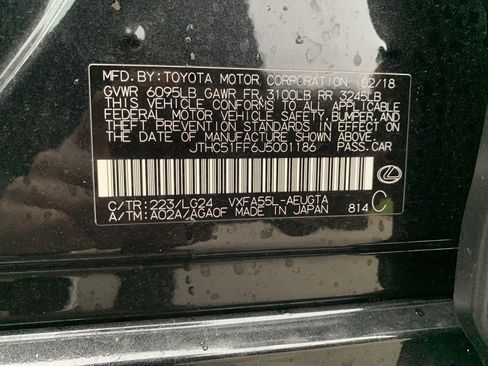 MFD. BY: TOYOTA MOTOR CORPORATION 02/18
GVWR 6095LB GAWR FR. 3100LB RR 3245LB
THIS VEHICLE CONFORMS TO ALL APPLICABLE
FEDERAL MOTOR VEHICLE SAFETY, BUMPER, AND
THEFT PREVENTION STANDARDS IN EFFECT ON THE
DATE OF MANUFACTURE SHOWN ABOVE.
JTHC51FF6J5001186 PASS. CAR
C/TR: 223/LG24 VXFA55L-AEUGTA
A/TM: A02A/AGA0F MADE IN JAPAN 814 C